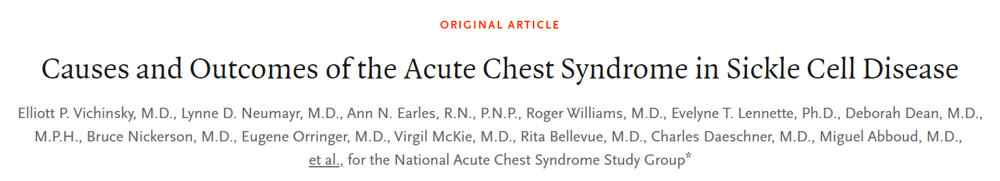 ORIGINAL ARTICLE
Causes and Outcomes of the Acute Chest Syndrome in Sickle Cell Disease
Elliott P. Vichinsky, M.D., Lynne D. Neumayr, M.D., Ann N. Earles, R.N., P.N.P., Roger Williams, M.D., Evelyne T. Lennette, Ph.D., Deborah Dean, M.D.,
M.P.H., Bruce Nickerson, M.D., Eugene Orringer, M.D., Virgil McKie, M.D., Rita Bellevue, M.D., Charles Daeschner, M.D., Miguel Abboud, M.D.,
et al., for the National Acute Chest Syndrome Study Group*